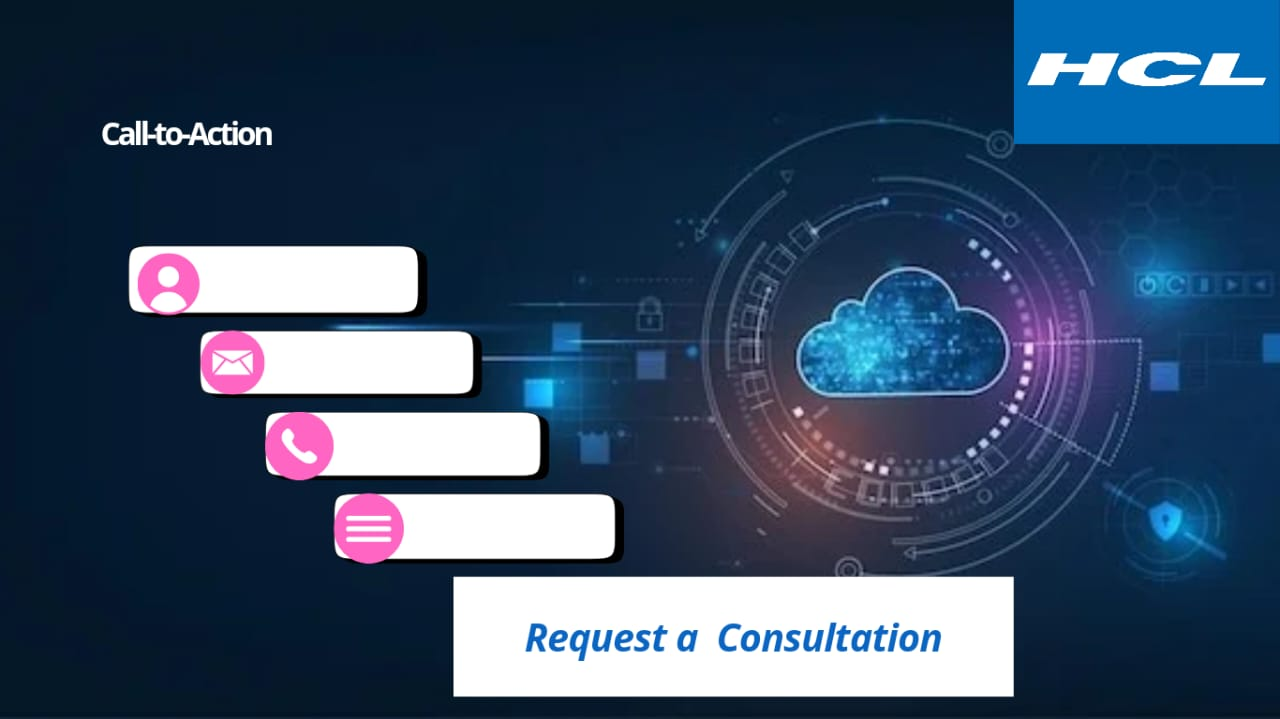 HCL
Call-to-Action
Request a  Consultation